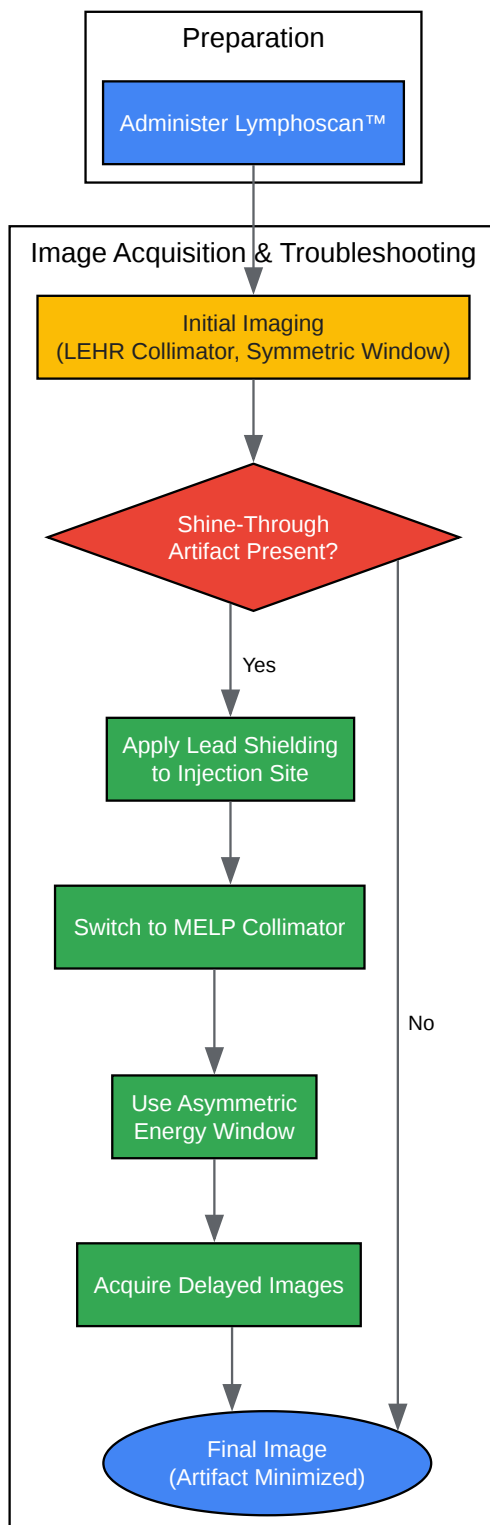 Preparation
Administer Lymphoscan™
Image Acquisition & Troubleshooting
Initial Imaging
(LEHR Collimator, Symmetric Window)
Shine-Through
Artifact Present?
Yes
Apply Lead Shielding
to Injection Site
Switch to MELP Collimator
No
Use Asymmetric
Energy Window
Acquire Delayed Images
Final Image
(Artifact Minimized)